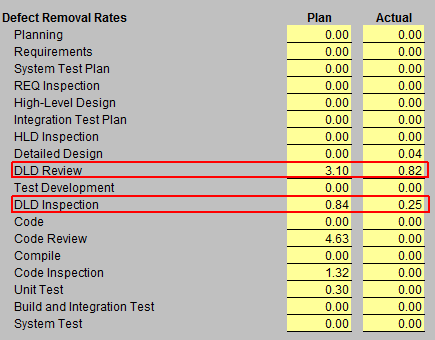 Defect Removal Rates Plan Actual
Planning 0.00 0.00
Requirements 0.00 0.00
System Test Plan 0.00 0.00
REQ Inspection 0.00 0.00
High-Level Design 0.00 0.00
Integration Test Plan 0.00 0.00
HLD Inspection 0.00 0.00
Detailed Design 0.00 0.04
DLD Review 3.10 0.82
Test Development 0.00 0.00
DLD Inspection 0.84 0.25
Code 0.00 0.00
Code Review 4.63 0.00
Compile 0.00 0.00
Code Inspection 1.32 0.00
Unit Test 0.30 0.00
Build and Integration Test 0.00 0.00
System Test 0.00 0.00